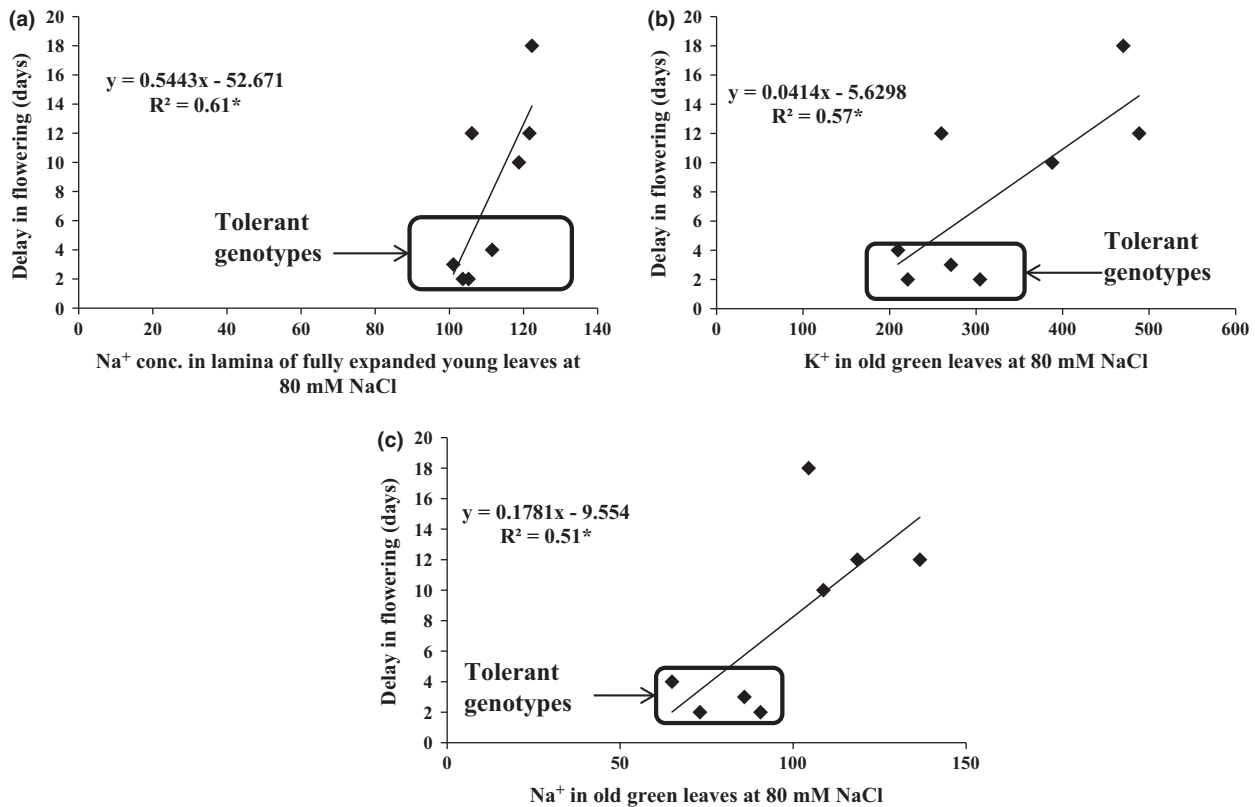 (a)
20
18
16
14
12
10
8
6
4
2
0
Delay in flowering (days)
y = 0.5443x - 52.671
R² = 0.61*
Tolerant
genotypes
0 20 40 60 80 100 120 140
Na⁺ conc. in lamina of fully expanded young leaves at
80 mM NaCl
(b)
20
18
16
14
12
10
8
6
4
2
0
Delay in flowering (days)
y = 0.0414x - 5.6298
R² = 0.57*
Tolerant
genotypes
0 100 200 300 400 500 600
K⁺ in old green leaves at 80 mM NaCl
(c)
20
18
16
14
12
10
8
6
4
2
0
Delay in flowering (days)
y = 0.1781x - 9.554
R² = 0.51*
Tolerant
genotypes
0 50 100 150
Na⁺ in old green leaves at 80 mM NaCl